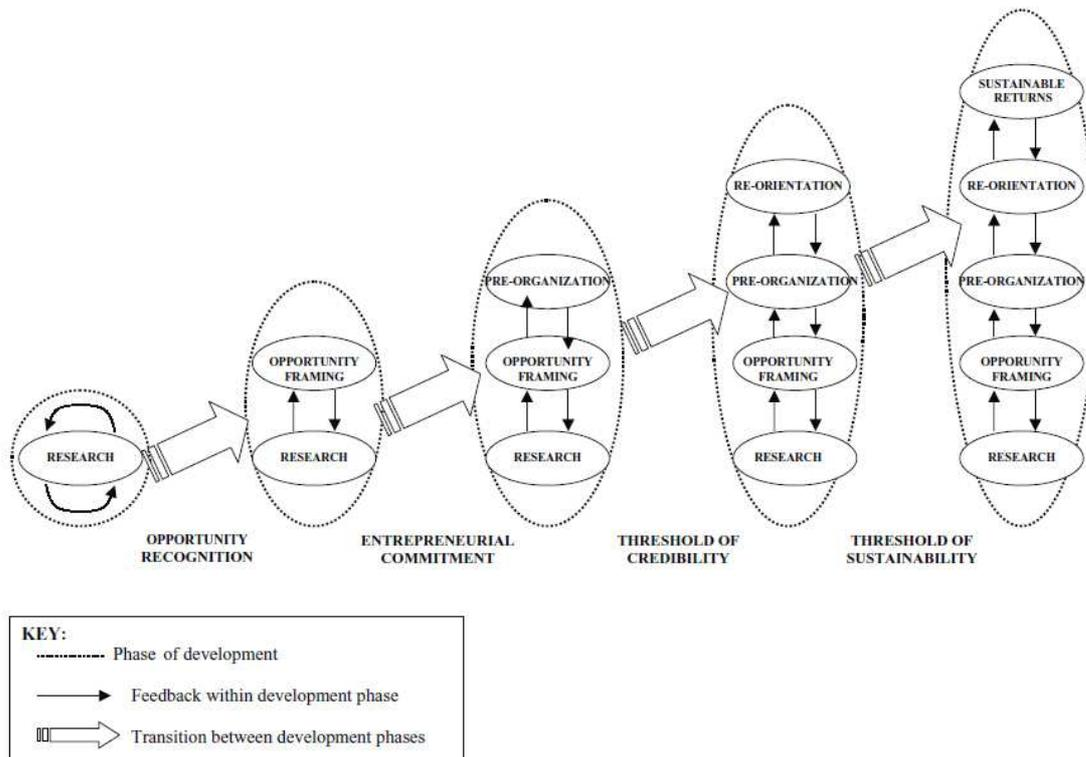 RESEARCH
OPPORTUNITY
FRAMING
RESEARCH
PRE-ORGANIZATION
OPPORTUNITY
FRAMING
RESEARCH
RE-ORIENTATION
PRE-ORGANIZATION
OPPORTUNITY
FRAMING
RESEARCH
SUSTAINABLE
RETURNS
RE-ORIENTATION
PRE-ORGANIZATION
OPPORUNITY
FRAMING
RESEARCH
OPPORTUNITY
RECOGNITION
ENTREPRENEURIAL
COMMITMENT
THRESHOLD OF
CREDIBILITY
THRESHOLD OF
SUSTAINABILITY
KEY:
Phase of development
Feedback within development phase
Transition between development phases